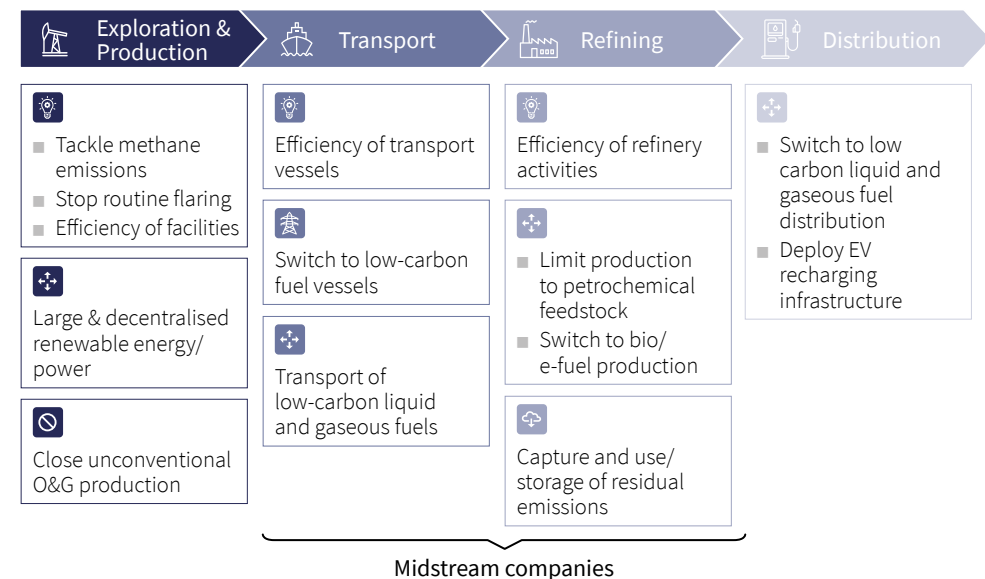 Exploration &
Production
Transport
Refining
Distribution
Tackle methane
emissions
Stop routine flaring
Efficiency of facilities
Large & decentralised
renewable energy/
power
Close unconventional
O&G production
Efficiency of transport
vessels
Switch to low-carbon
fuel vessels
Transport of
low-carbon liquid
and gaseous fuels
Efficiency of refinery
activities
Limit production
to petrochemical
feedstock
Switch to bio/
e-fuel production
Capture and use/
storage of residual
emissions
Switch to low
carbon liquid and
gaseous fuel
distribution
Deploy EV
recharging
infrastructure
Midstream companies